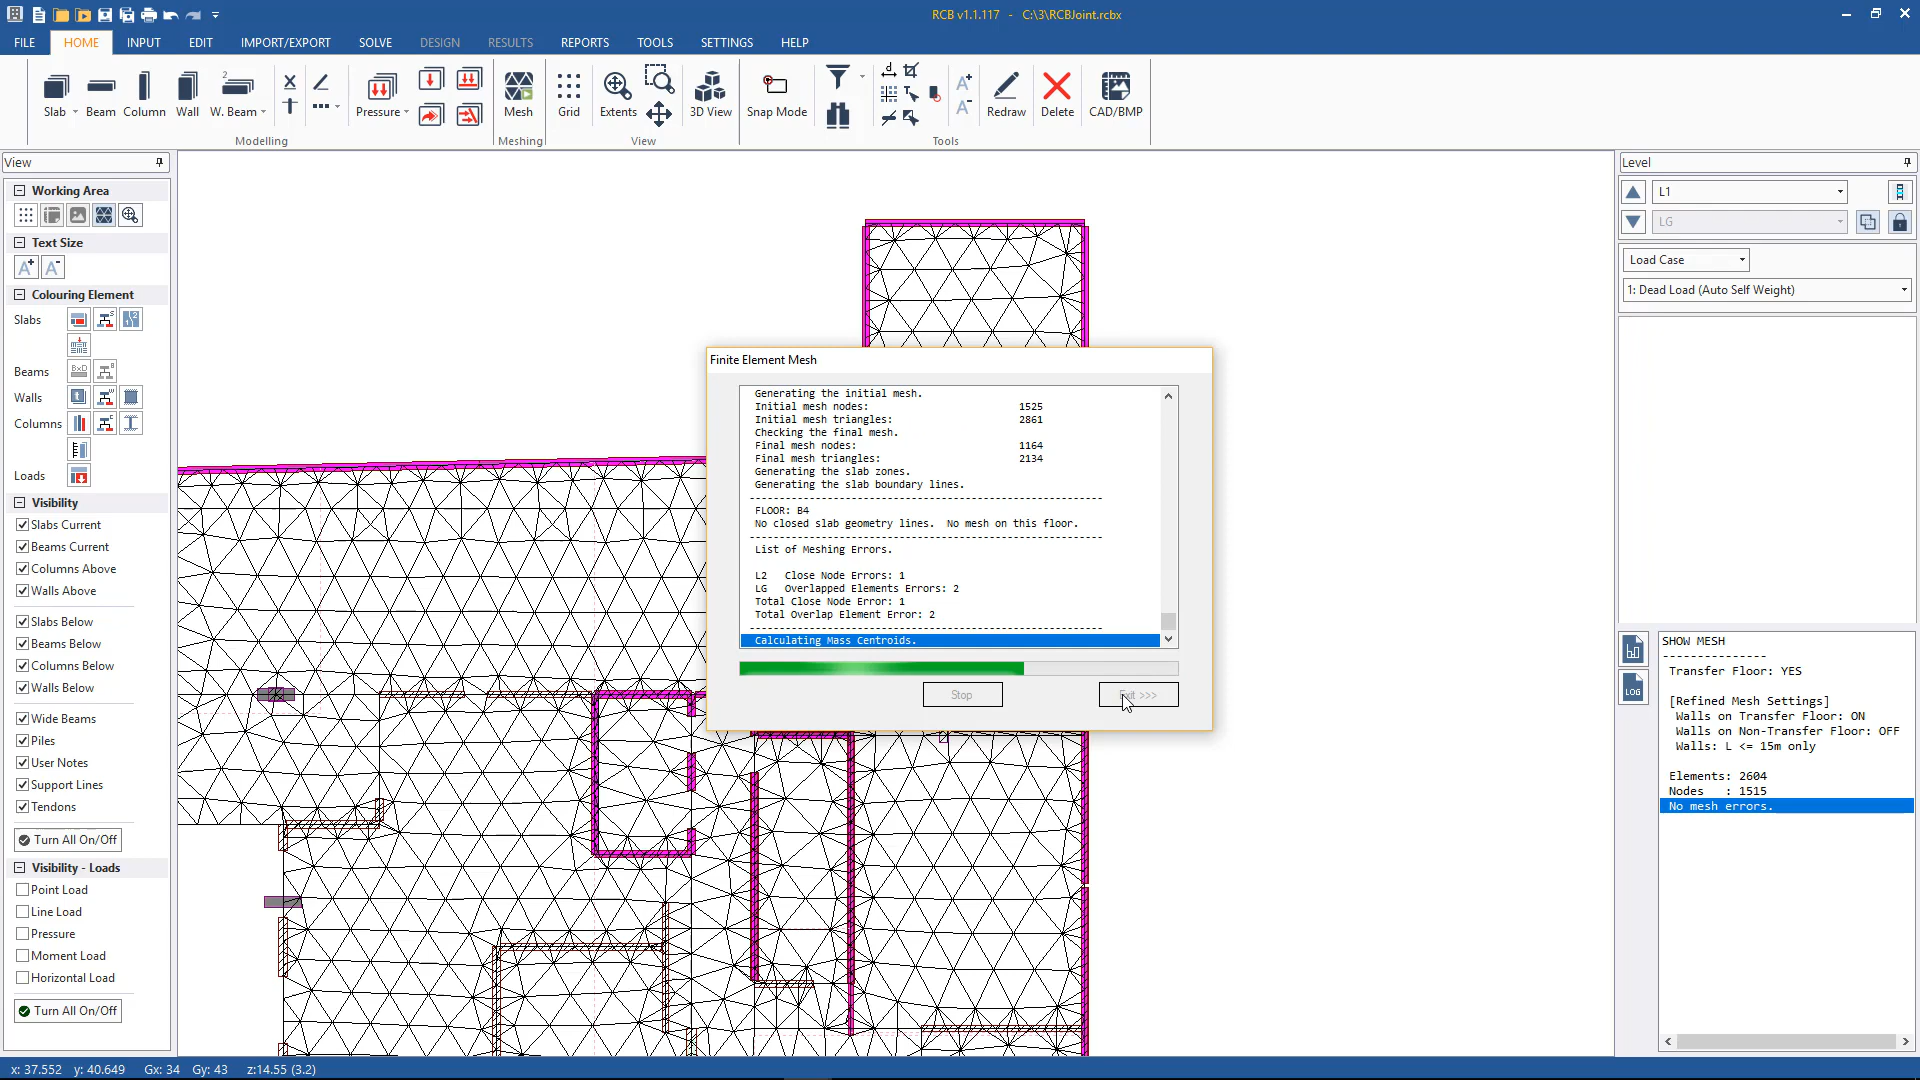 RCB v1.1.117 - C:\3\RCBJoint.rcbx
FILE HOME INPUT EDIT IMPORT/EXPORT SOLVE DESIGN RESULTS REPORTS TOOLS SETTINGS HELP
Slab Beam Column Wall W. Beam Pressure Mesh Grid Extents 3D View Snap Mode Redraw Delete CAD/BMP
Modelling Meshing View Tools
View
Working Area
Text Size
A+ A-
Colouring Element
Slabs
Beams
Walls
Columns
Loads
Visibility
Slabs Current
Beams Current
Columns Above
Walls Above
Slabs Below
Beams Below
Columns Below
Walls Below
Wide Beams
Piles
User Notes
Support Lines
Tendons
Turn All On/Off
Visibility - Loads
Point Load
Line Load
Pressure
Moment Load
Horizontal Load
Turn All On/Off
Finite Element Mesh
Generating the initial mesh.
Initial mesh nodes: 1525
Initial mesh triangles: 2861
Checking the final mesh.
Final mesh nodes: 1164
Final mesh triangles: 2134
Generating the slab zones.
Generating the slab boundary lines.
FLOOR: B4
No closed slab geometry lines. No mesh on this floor.
List of Meshing Errors.
L2 Close Node Errors: 1
LG Overlapped Elements Errors: 2
Total Close Node Error: 1
Total Overlap Element Error: 2
Calculating Mass Centroids.
Stop
Exit >>>
Level
L1
LG
Load Case
1: Dead Load (Auto Self Weight)
LOG
SHOW MESH
Transfer Floor: YES
[Refined Mesh Settings]
Walls on Transfer Floor: ON
Walls on Non-Transfer Floor: OFF
Walls: L <= 15m only
Elements: 2604
Nodes : 1515
No mesh errors.
x: 37.552 y: 40.649 Gx: 34 Gy: 43 z:14.55 (3.2)